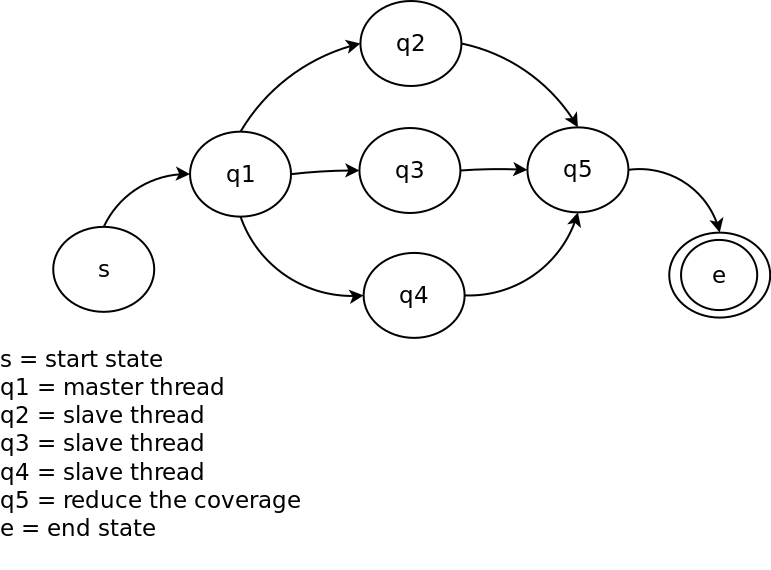 q2
q1
q3
q5
s
q4
e
s = start state
q1 = master thread
q2 = slave thread
q3 = slave thread
q4 = slave thread
q5 = reduce the coverage
e = end state